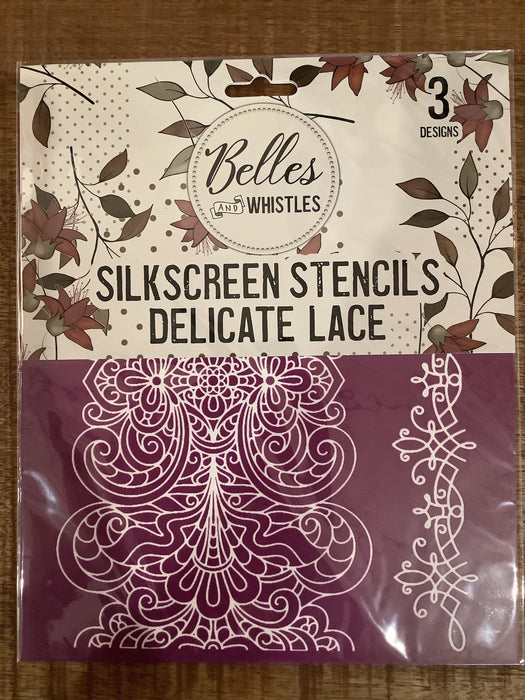 3
DESIGNS
Belles
AND WHISTLES
SILKSCREEN STENCILS
DELICATE LACE